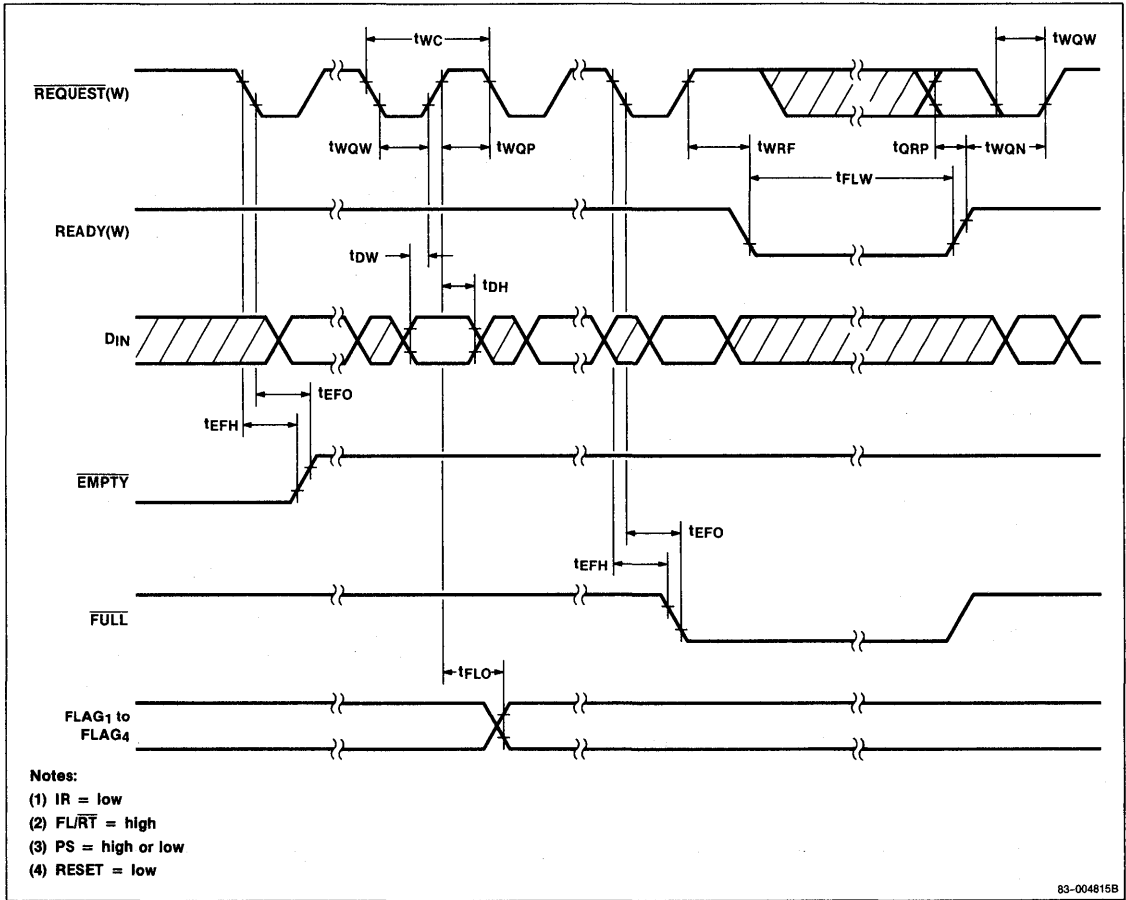 tWC
tWQW
REQUEST(W)
tWQW
tWQP
tWRF
tQRP
tWQN
tFLW
READY(W)
tDW
tDH
DIN
tEFO
tEFH
EMPTY
tEFO
tEFH
FULL
tFLO
FLAG1 to
FLAG4
Notes:
(1) IR = low
(2) FL/RT = high
(3) PS = high or low
(4) RESET = low
83-004815B